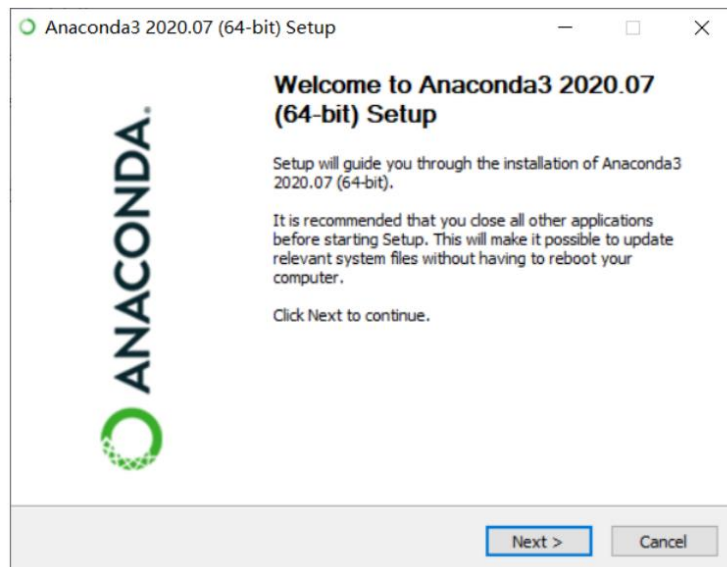 Anaconda3 2020.07 (64-bit) Setup
Welcome to Anaconda3 2020.07
(64-bit) Setup
Setup will guide you through the installation of Anaconda3
2020.07 (64-bit).
It is recommended that you close all other applications
before starting Setup. This will make it possible to update
relevant system files without having to reboot your
computer.
Click Next to continue.
ANACONDA.
Next >
Cancel